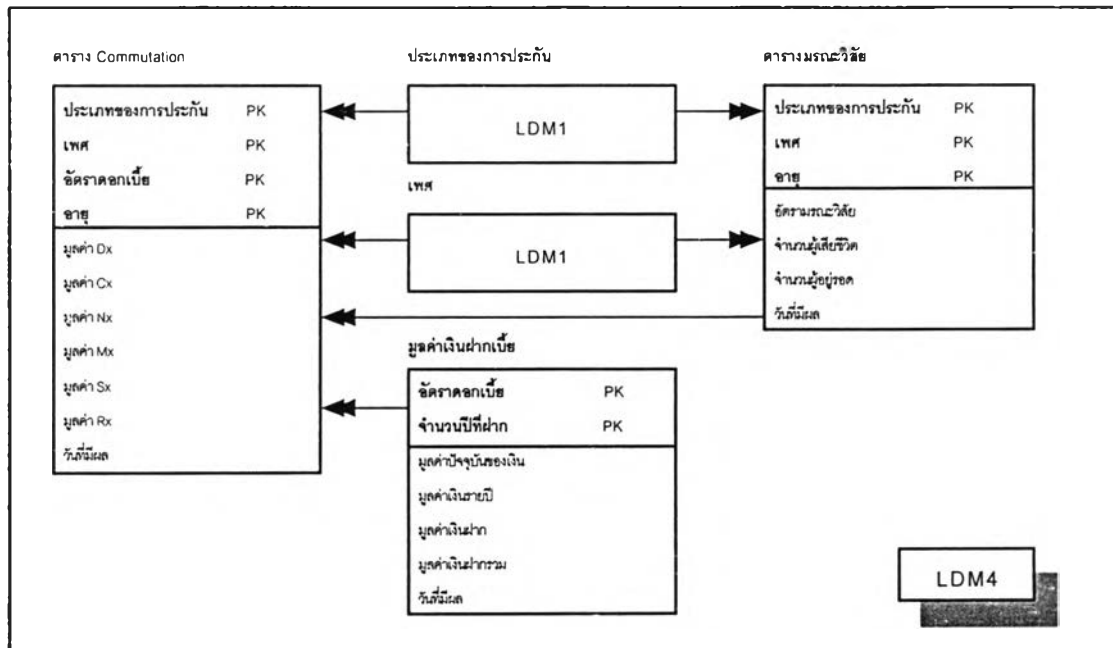 ตาราง Commutation
ประเภทของการประกัน PK
เพศ PK
อัตราดอกเบี้ย PK
อายุ PK
มูลค่า Dx
มูลค่า Cx
มูลค่า Nx
มูลค่า Mx
มูลค่า Sx
มูลค่า Rx
วันที่มีผล
ประเภทของการประกัน
LDM1
เพศ
LDM1
มูลค่าเงินฝากเบี้ย
อัตราดอกเบี้ย PK
จำนวนปีที่ฝาก PK
มูลค่าปัจจุบันของเงิน
มูลค่าเงินรายปี
มูลค่าเงินฝาก
มูลค่าเงินฝากรวม
วันที่มีผล
ตารางมรณะวิสัย
ประเภทของการประกัน PK
เพศ PK
อายุ PK
อัตรามรณะวิสัย
จำนวนผู้เสียชีวิต
จำนวนผู้อยู่รอด
วันที่มีผล
LDM4